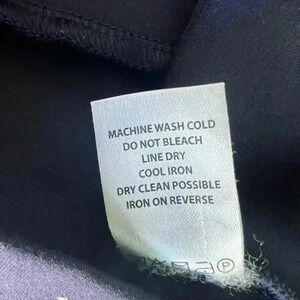 MACHINE WASH COLD
DO NOT BLEACH
LINE DRY
COOL IRON
DRY CLEAN POSSIBLE
IRON ON REVERSE
P